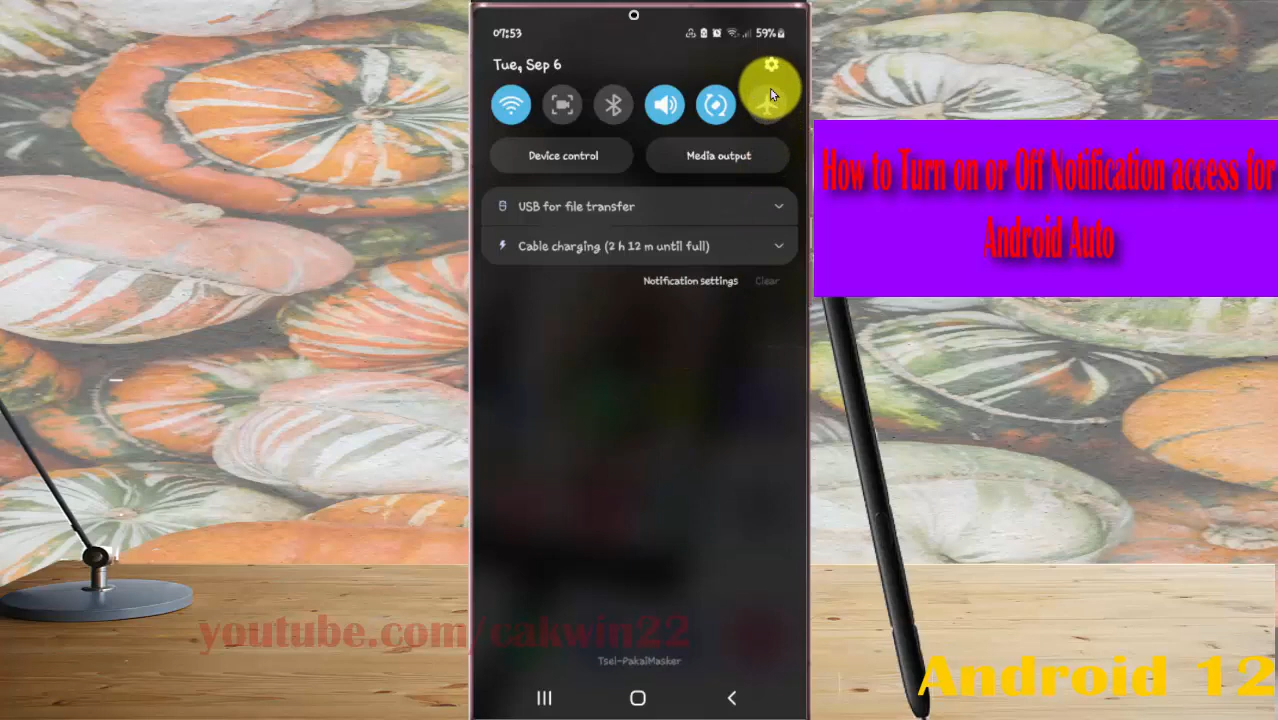 07:53
59%
Tue, Sep 6
Device control
Media output
USB for file transfer
Cable charging (2 h 12 m until full)
Notification settings
Clear
Tsel-PakaiMasker
How to Turn on or Off Notification access for
Android Auto
youtube.com/cakwin22
Android 12